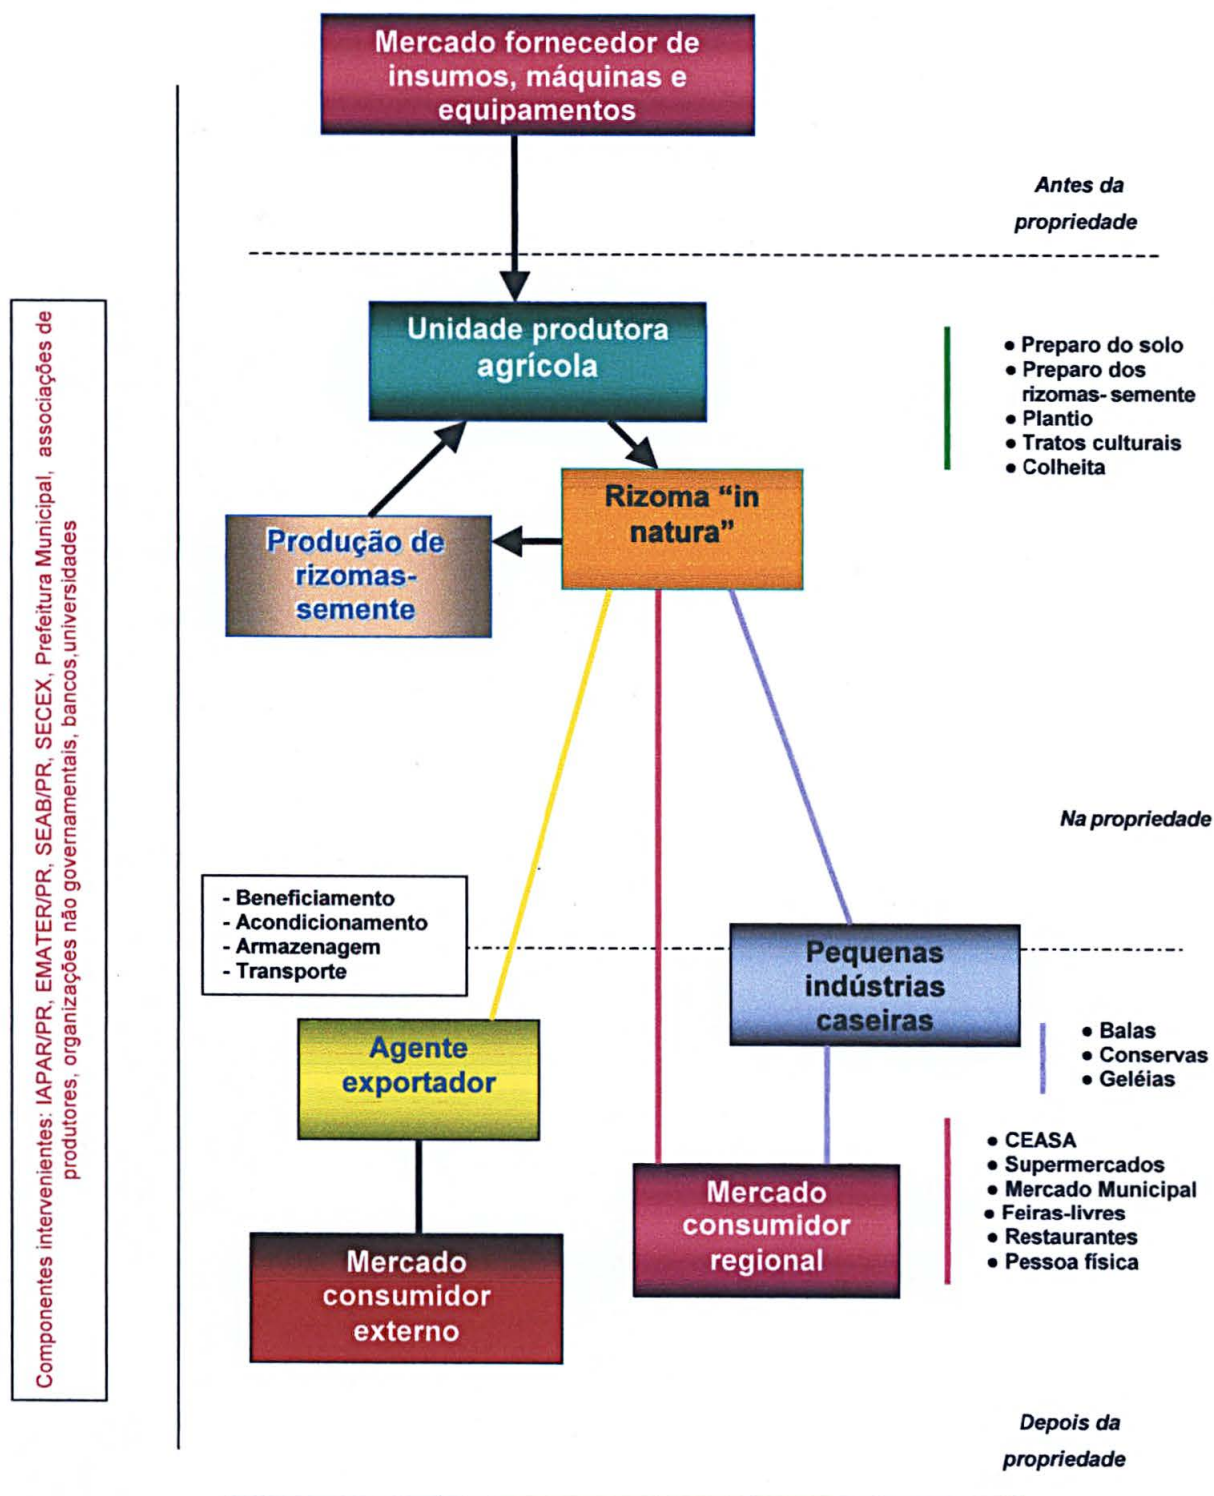 Mercado fornecedor de
insumos, máquinas e
equipamentos
Antes da
propriedade
Componentes intervenientes: IAPAR/PR, EMATER/PR, SEAB/PR, SECEX, Prefeitura Municipal, associações de
produtores, organizações não governamentais, bancos,universidades
Unidade produtora
agrícola
● Preparo do solo
● Preparo dos
rizomas- semente
● Plantio
● Tratos culturais
● Colheita
Rizoma “in
natura”
Produção de
rizomas-
semente
Na propriedade
- Beneficiamento
- Acondicionamento
- Armazenagem
- Transporte
Pequenas
indústrias
caseiras
Agente
exportador
● Balas
● Conservas
● Geléias
● CEASA
● Supermercados
● Mercado Municipal
● Feiras-livres
● Restaurantes
● Pessoa física
Mercado
consumidor
regional
Mercado
consumidor
externo
Depois da
propriedade